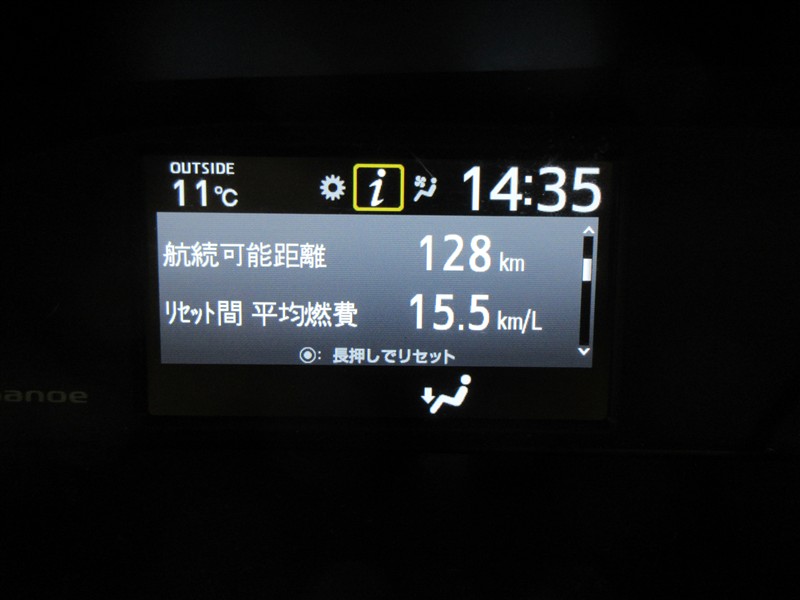 OUTSIDE
11℃ i 14:35
航続可能距離 128 km
ﾘｾｯﾄ間 平均燃費 15.5 km/L
◉: 長押しでリセット